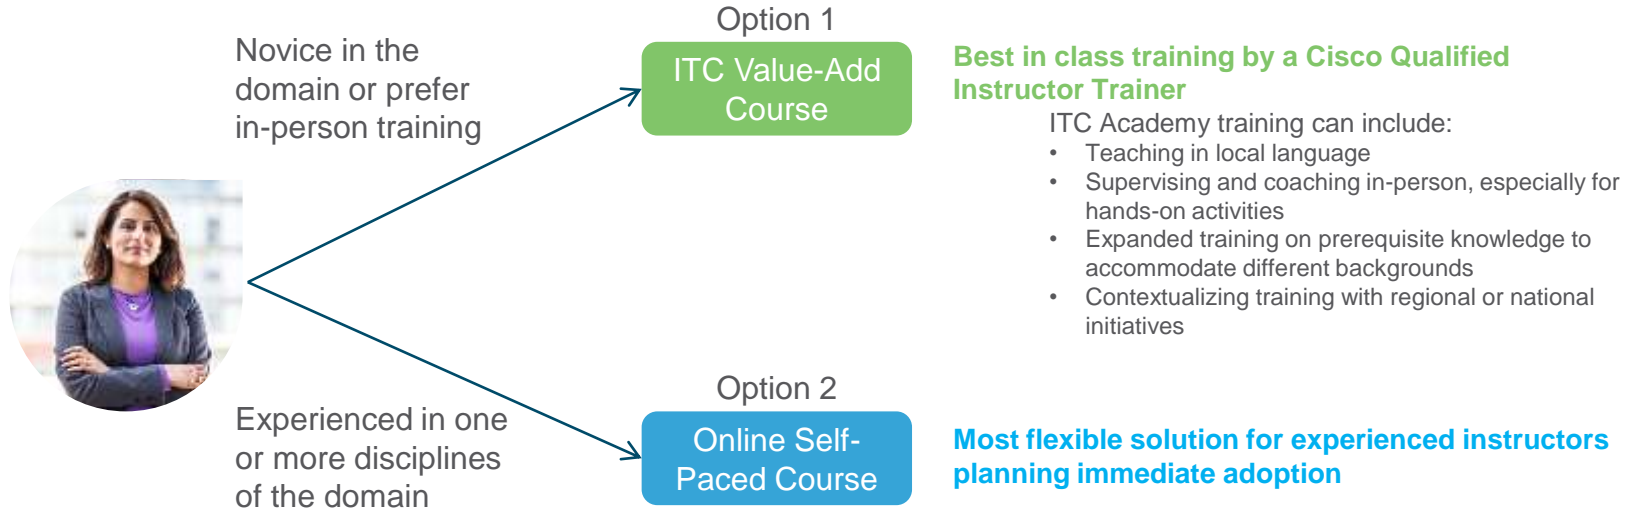 Novice in the
domain or prefer
in-person training
Option 1
ITC Value-Add
Course
Best in class training by a Cisco Qualified
Instructor Trainer
ITC Academy training can include:
• Teaching in local language
• Supervising and coaching in-person, especially for
hands-on activities
• Expanded training on prerequisite knowledge to
accommodate different backgrounds
• Contextualizing training with regional or national
initiatives
Experienced in one
or more disciplines
of the domain
Option 2
Online Self-
Paced Course
Most flexible solution for experienced instructors
planning immediate adoption